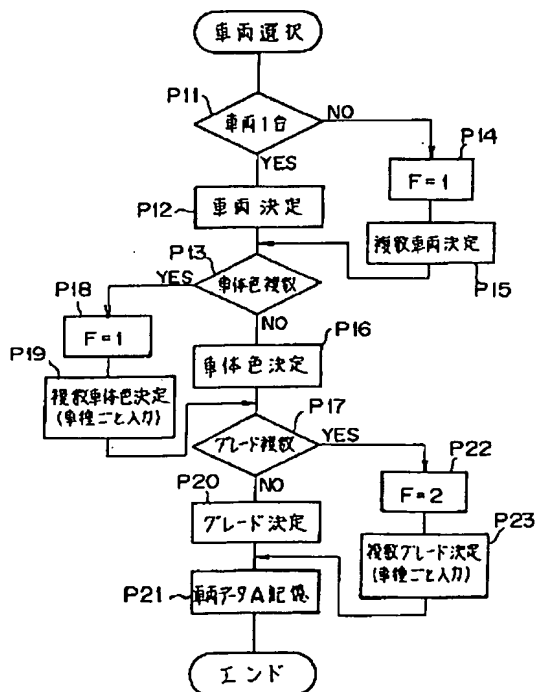 車両選択
P11
車両1台
NO
YES
P14
F=1
P12
車両決定
複数車両決定
P15
P13
車体色複数
YES
NO
P18
F=1
P16
車体色決定
P19
複数車体色決定
(車種ごと入力)
P17
グレード複数
YES
NO
P22
F=2
P20
グレード決定
P23
複数グレード決定
(車種ごと入力)
P21
車両データA記憶
エンド